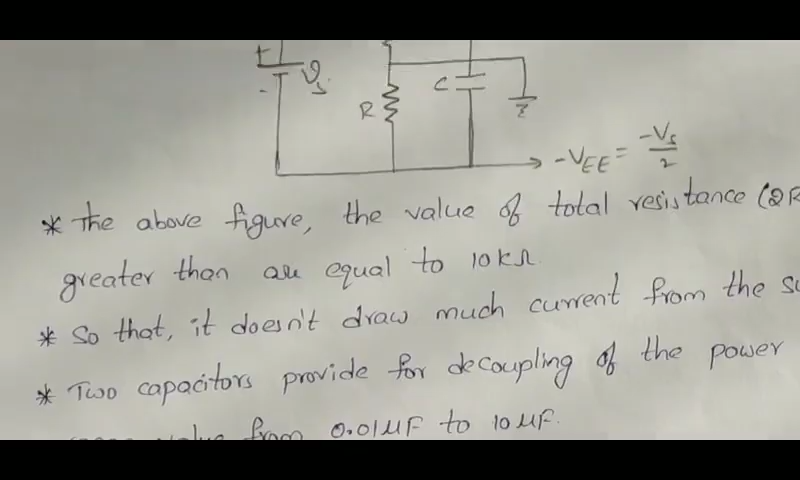 +
-
Vs
R
C
-VEE = -Vs/2
* The above figure, the value of total resistance (2R
greater than are equal to 10kΩ.
* So that, it doesn't draw much current from the
* Two capacitors provide for decoupling of the power
from 0.01μF to 10μF.